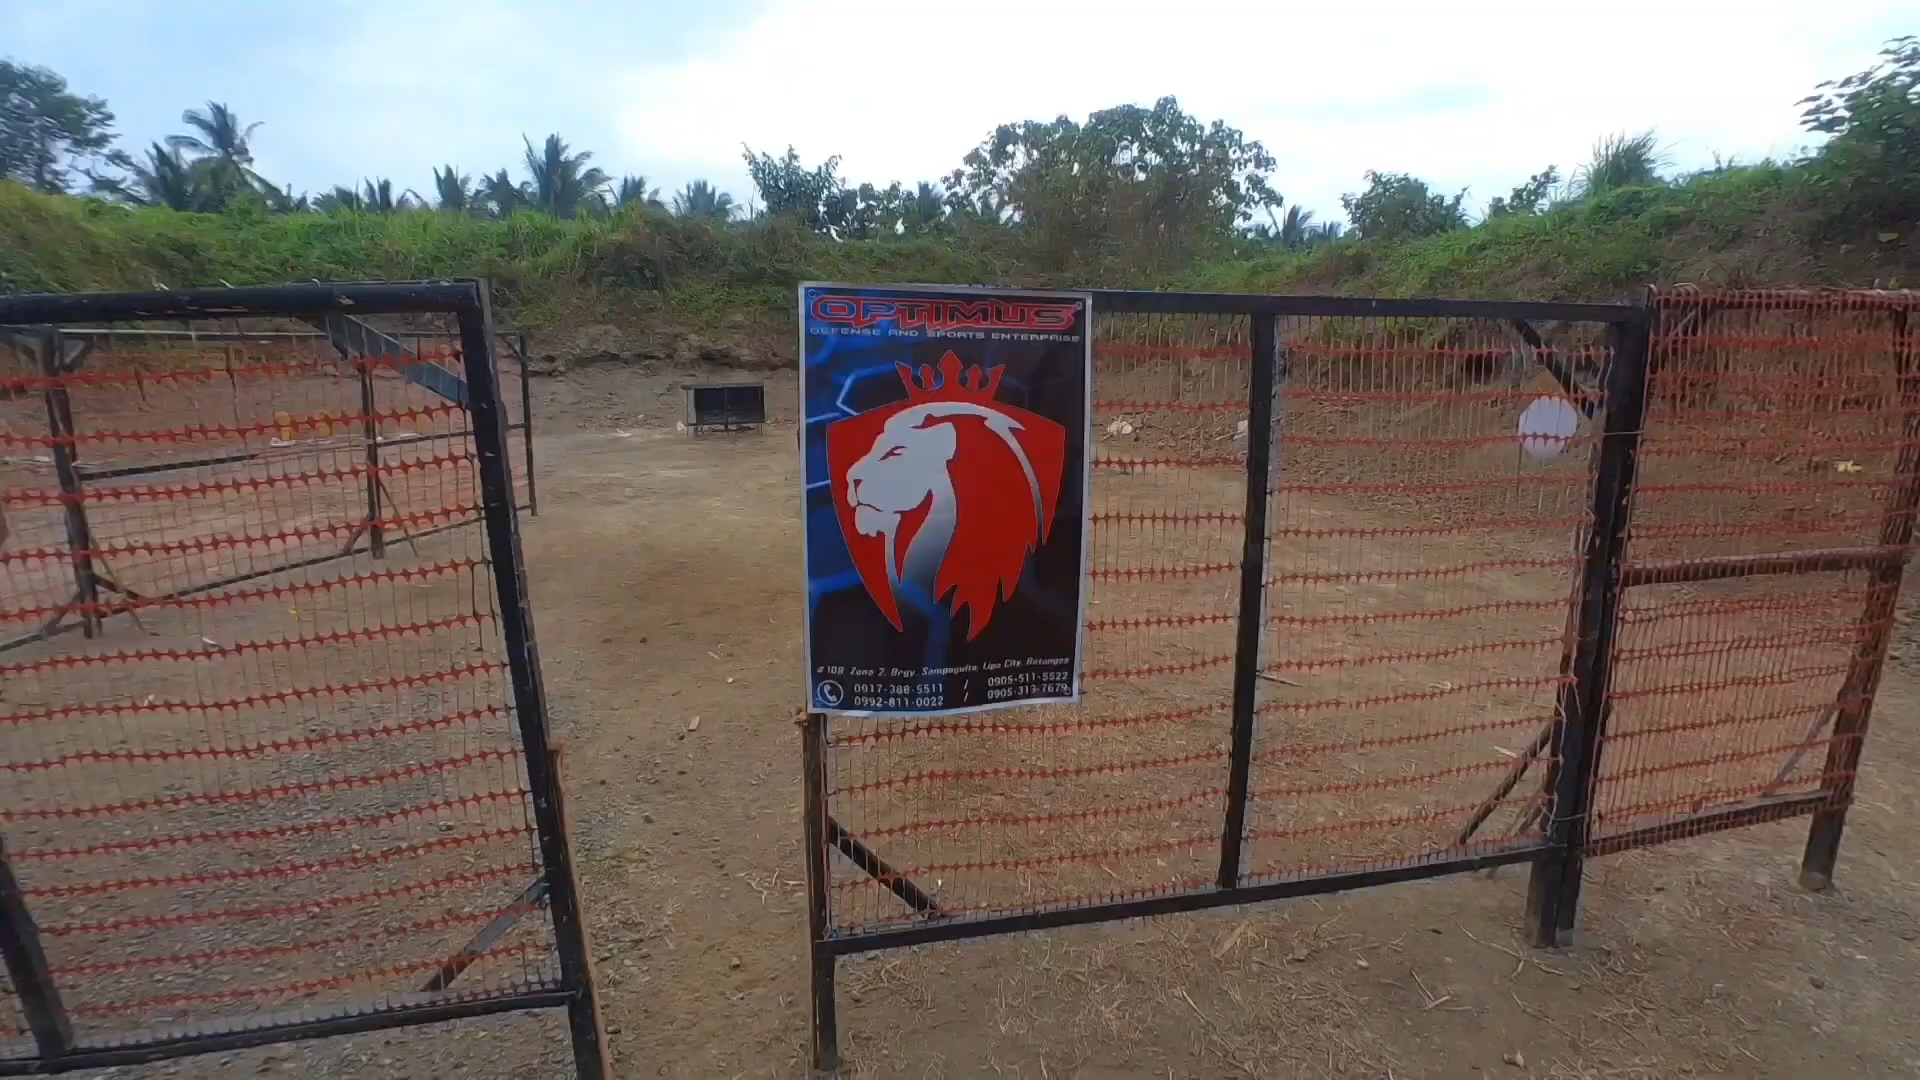 OPTIMUS
DEFENSE AND SPORTS ENTERPRISE
# 108 Zone 2, Brgy. Sampaguita, Lipa City, Batangas
0917-388-5511 / 0905-511-5522
0992-811-0022 / 0905-313-7679